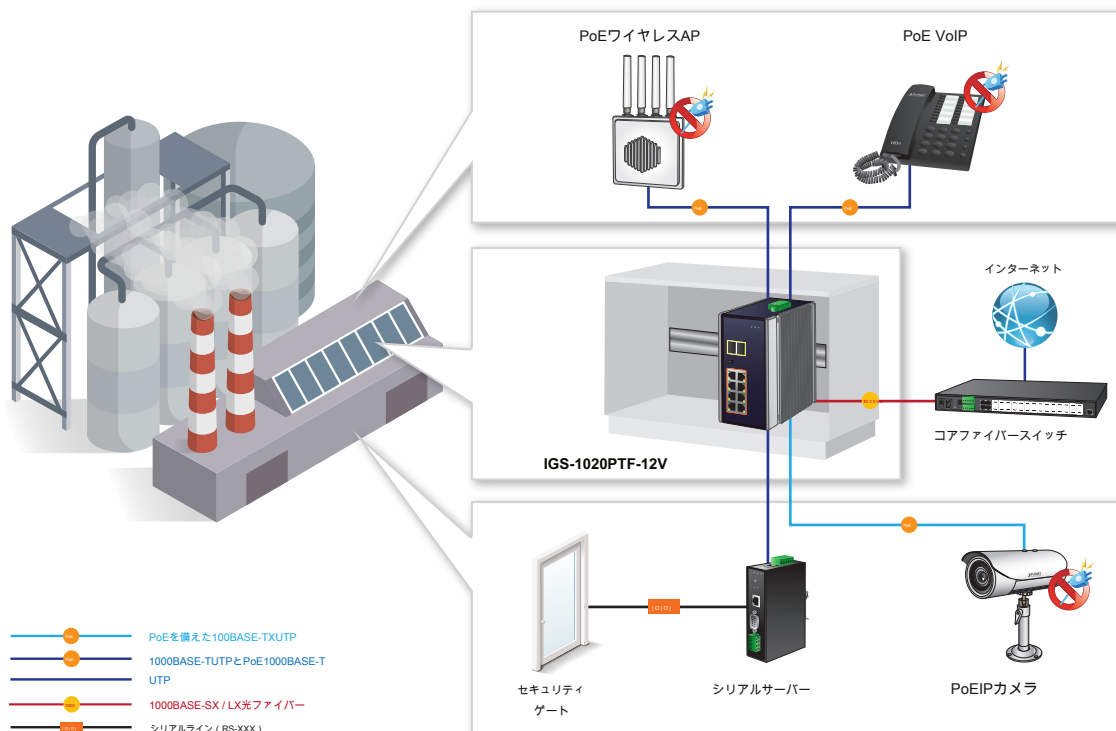 PoEワイヤレスAP
PoE VoIP
インターネット
コアファイバースイッチ
IGS-1020PTF-12V
セキュリティ
ゲート
シリアルサーバー
PoEIPカメラ
PoEを備えた100BASE-TXUTP
1000BASE-TUTPとPoE1000BASE-T
UTP
1000BASE-SX / LX光ファイバー
シリアルライン ( RS-XXX )